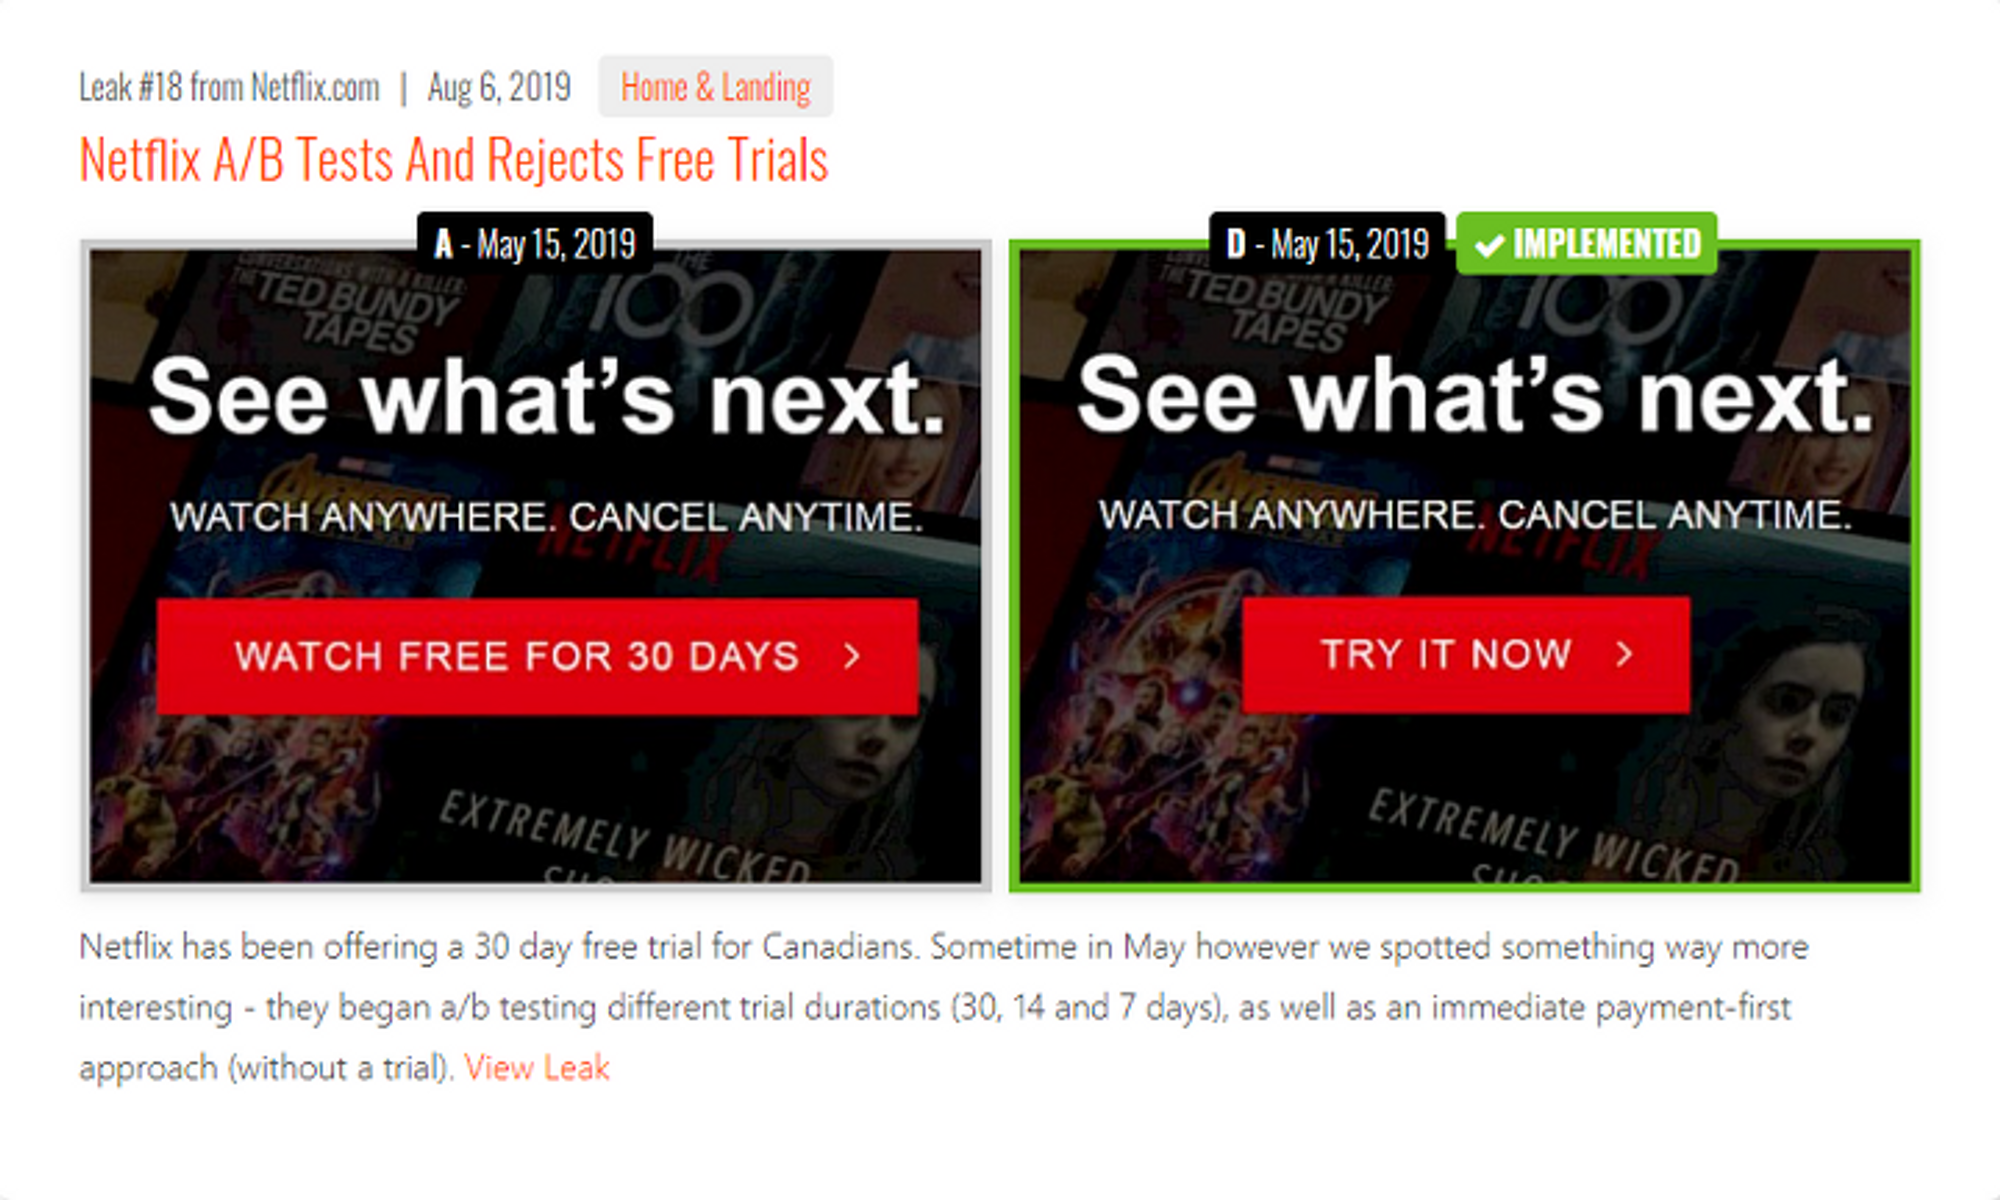 Leak #18 from Netflix.com | Aug 6, 2019 Home & Landing
Netflix A/B Tests And Rejects Free Trials
A - May 15, 2019
CONVERSATIONS WITH A KILLER:
THE TED BUNDY
TAPES
THE
100
See what's next.
AVENGERS
WATCH ANYWHERE. CANCEL ANYTIME.
NETFLIX
WATCH FREE FOR 30 DAYS >
EXTREMELY WICKED
D - May 15, 2019
✓ IMPLEMENTED
THE TED BUNDY
TAPES
100
See what's next.
AVENGERS
WATCH ANYWHERE. CANCEL ANYTIME.
NETFLIX
TRY IT NOW >
EXTREMELY WICKED
Netflix has been offering a 30 day free trial for Canadians. Sometime in May however we spotted something way more
interesting - they began a/b testing different trial durations (30, 14 and 7 days), as well as an immediate payment-first
approach (without a trial). View Leak